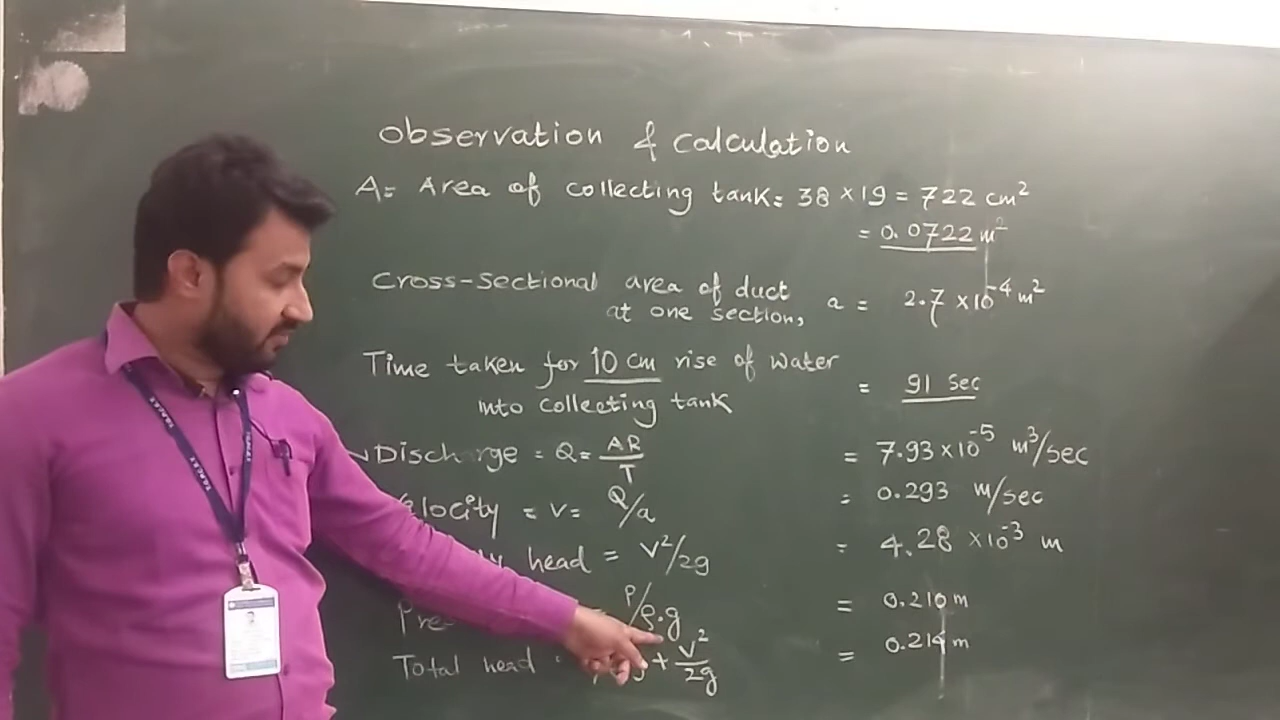 Observation & calculation
A= Area of collecting tank= 38 × 19 = 722 cm²
= 0.0722 m²
Cross-Sectional area of duct
at one section, a = 2.7 × 10⁻⁴ m²
Time taken for 10 cm rise of water
into collecting tank = 91 sec
Discharge = Q = AR/T = 7.93 × 10⁻⁵ m³/sec
= V = Q/a = 0.293 m/sec
head = V²/2g = 4.28 × 10⁻³ m
P/ρ.g = 0.210 m
Total head + V²/2g = 0.214 m